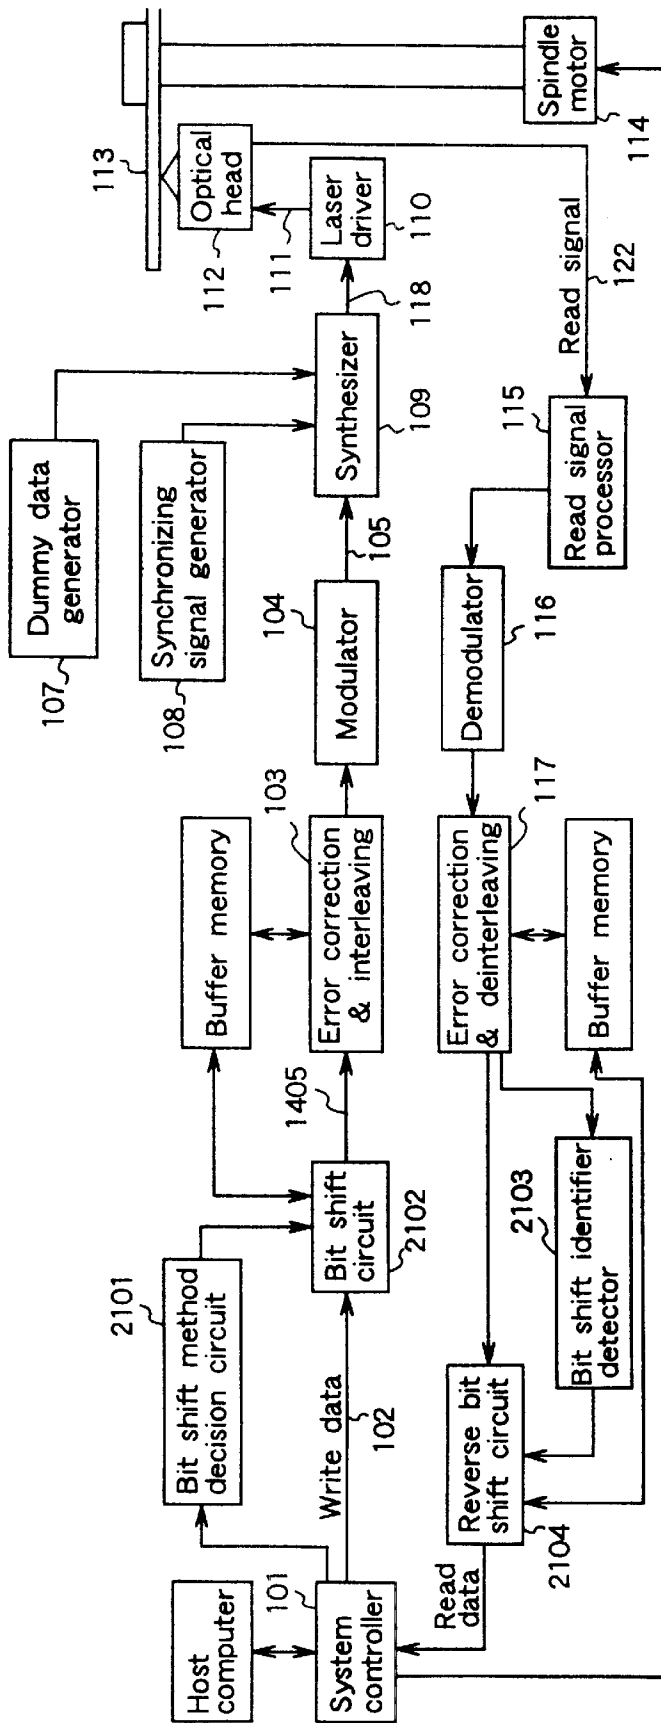 Host
computer
101
System
controller
2101
Bit shift method
decision circuit
Write data
102
Bit shift
circuit
2102
1405
Buffer memory
103
Error correction
& interleaving
104
Modulator
105
107
Dummy data
generator
108
Synchronizing
signal generator
Synthesizer
109
118
Laser
driver
110
111
Optical
head
112
113
Spindle
motor
114
Read signal
122
115
Read signal
processor
Demodulator
116
117
Error correction
& deinterleaving
Buffer memory
2103
Bit shift identifier
detector
Reverse bit
shift circuit
2104
Read
data